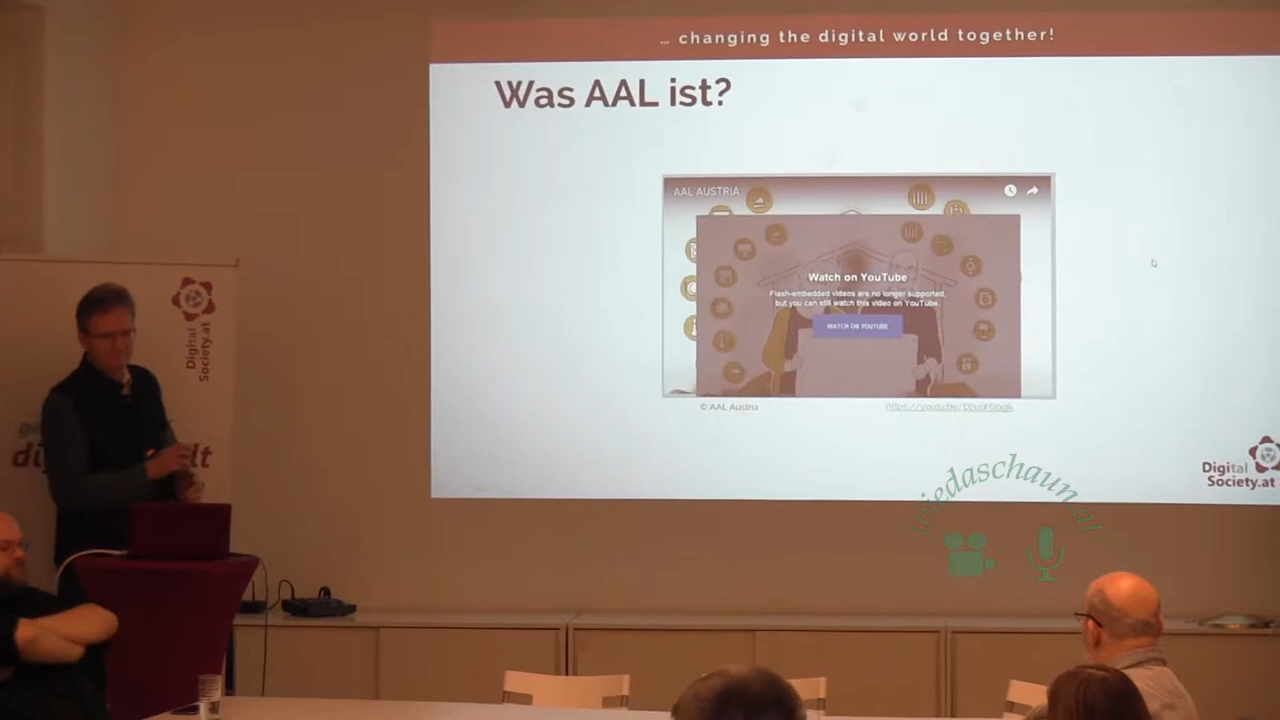 … changing the digital world together!
Was AAL ist?
AAL AUSTRIA
Watch on YouTube
Flash-embedded videos are no longer supported,
but you can still watch this video on YouTube.
WATCH ON YOUTUBE
© AAL Austria
Digital
Society.at
Digital
Society.at
wiedaschaun.at